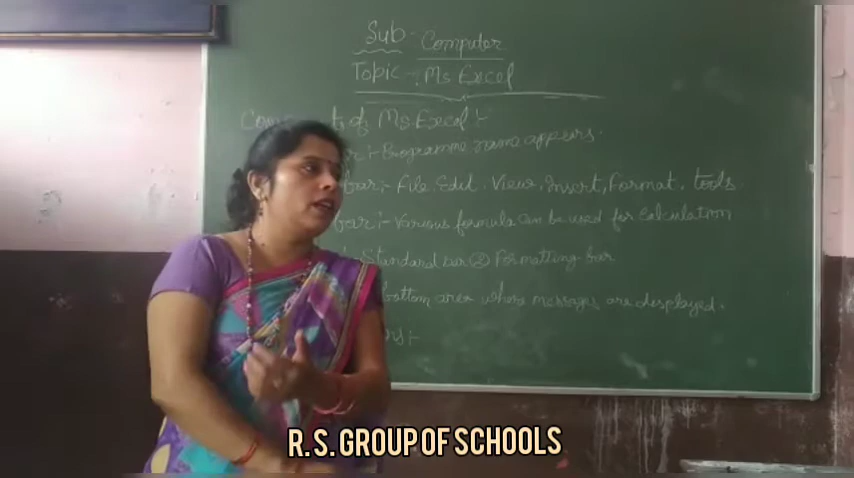 Sub- Computer
Topic - Ms Excel
t of Ms Excel :-
ar :- Programme name appears.
bar :- File. Edit. View. Insert, Format. tools
bar :- Various formula can be used for Calculation
Standard bar ② Formatting bar
bottom area where messages are displayed.
rs :-
R.S. GROUP OF SCHOOLS